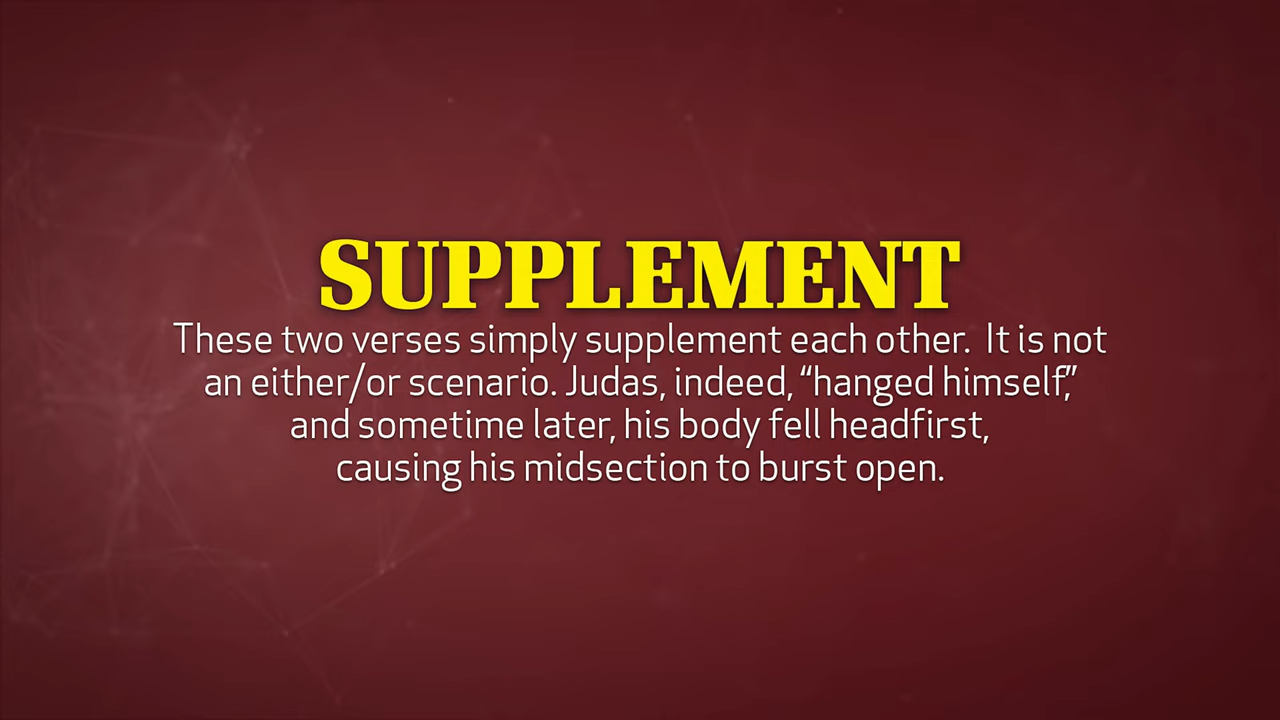 SUPPLEMENT
These two verses simply supplement each other.  It is not
an either/or scenario. Judas, indeed, “hanged himself,”
and sometime later, his body fell headfirst,
causing his midsection to burst open.